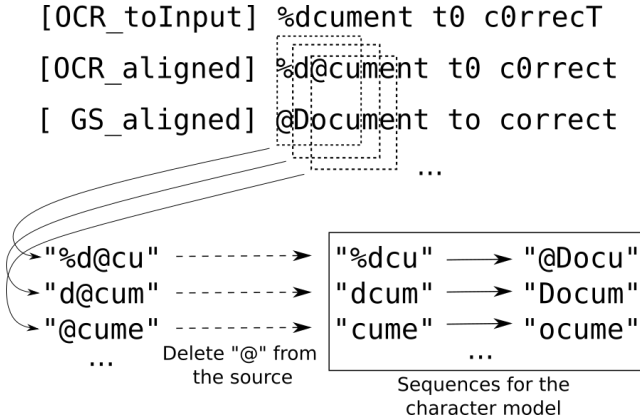 [OCR_toInput] %dcument t0 c0rrecT
[OCR_aligned] %d@cument t0 c0rrect
[ GS_aligned] @Document to correct
...
"%d@cu" "%dcu" "@Docu"
"d@cum" "dcum" "Docum"
"@cume" "cume" "ocume"
... Delete "@" from ...
the source
Sequences for the
character model